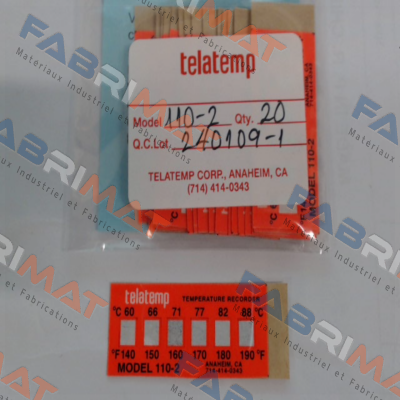 telatemp
Model 110-2 Qty. 20
Q.C.Lot. 240109-1
TELATEMP CORP., ANAHEIM, CA
(714) 414-0343
MODEL 110-2
telatemp TEMPERATURE RECORDER
°C 60 66 71 77 82 88 °C
°F 140 150 160 170 180 190 °F
MODEL 110-2 ANAHEIM, CA
714-414-0343
FABRIMAT
Materiaux Industriel et Fabrications